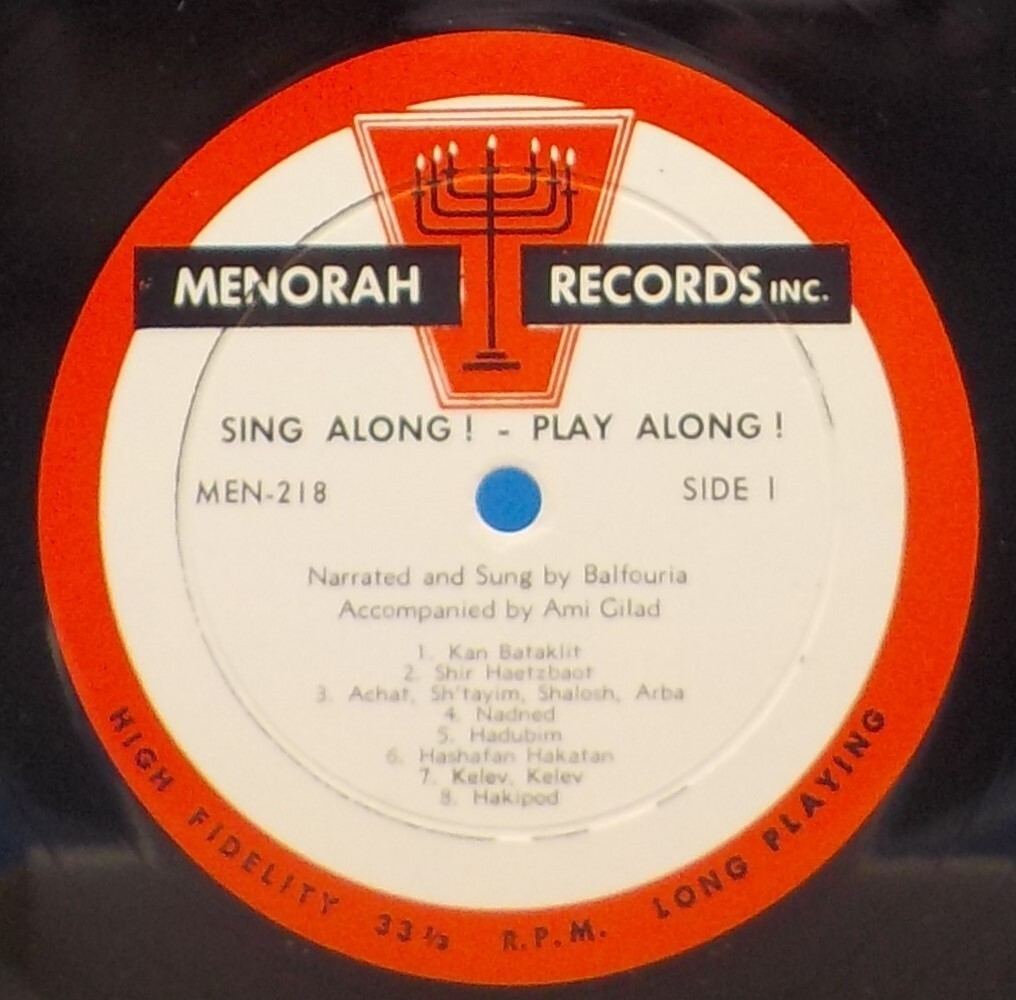 MENORAH RECORDS INC.
SING ALONG! - PLAY ALONG!
MEN-218 SIDE 1
Narrated and Sung by Balfouria
Accompanied by Ami Gilad
1. Kan Bataklit
2. Shir Haetzbaot
3. Achat, Sh'tayim, Shalosh, Arba
4. Nadned
5. Hadubim
6. Hashafan Hakatan
7. Kelev, Kelev
8. Hakipod
HIGH FIDELITY 33⅓ R.P.M. LONG PLAYING